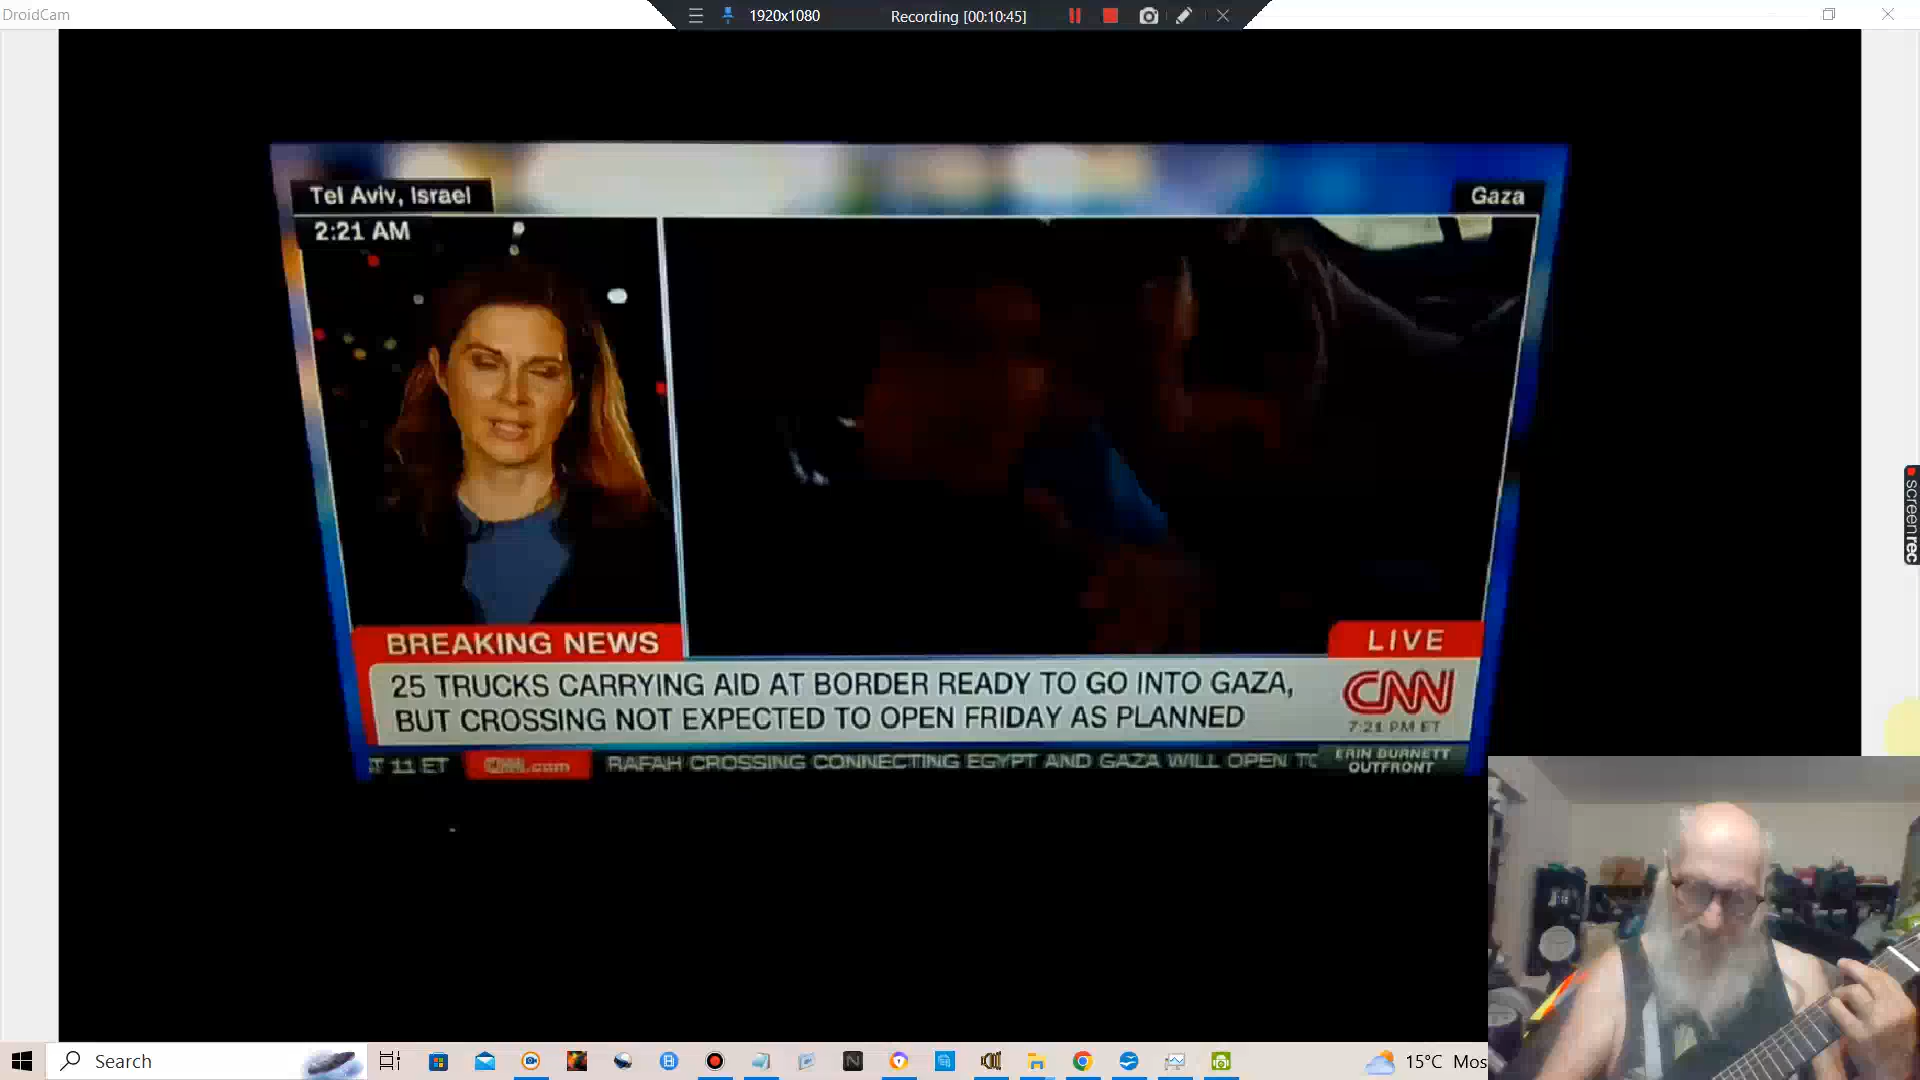 DroidCam
1920x1080
Recording [00:10:45]
Tel Aviv, Israel
2:21 AM
Gaza
BREAKING NEWS
LIVE
25 TRUCKS CARRYING AID AT BORDER READY TO GO INTO GAZA,
BUT CROSSING NOT EXPECTED TO OPEN FRIDAY AS PLANNED
CNN
7:21 PM ET
T 11 ET
CNN.com
RAFAH CROSSING CONNECTING EGYPT AND GAZA WILL OPEN TO
ERIN BURNETT
OUTFRONT
screenrec
Search
15°C Mos